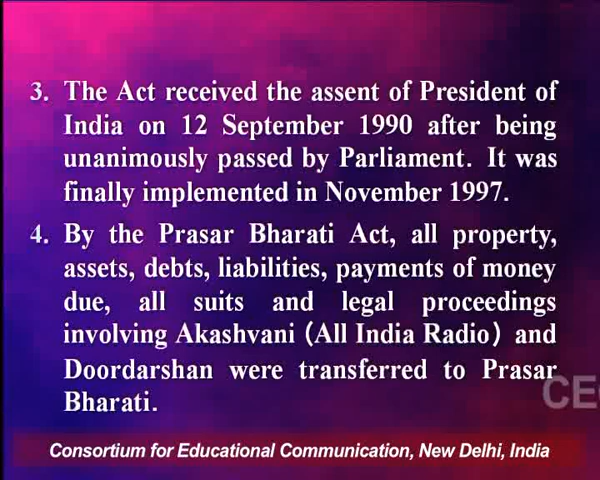 3. The Act received the assent of President of
India on 12 September 1990 after being
unanimously passed by Parliament. It was
finally implemented in November 1997.
4. By the Prasar Bharati Act, all property,
assets, debts, liabilities, payments of money
due, all suits and legal proceedings
involving Akashvani (All India Radio) and
Doordarshan were transferred to Prasar
Bharati.
CEC
Consortium for Educational Communication, New Delhi, India